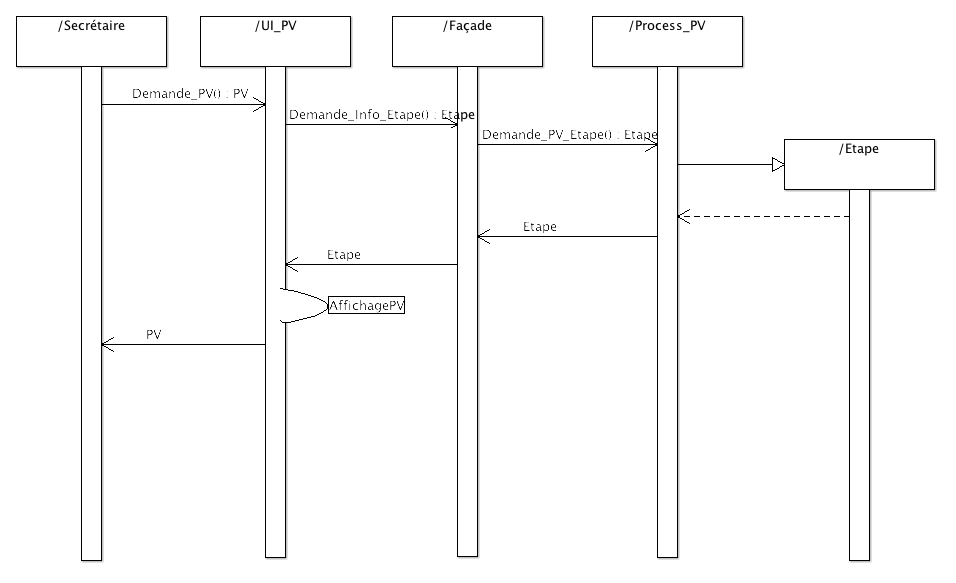 /Secrétaire
/UI_PV
/Façade
/Process_PV
Demande_PV() : PV
Demande_Info_Etape() : Etape
Demande_PV_Etape() : Etape
/Etape
Etape
Etape
AffichagePV
PV